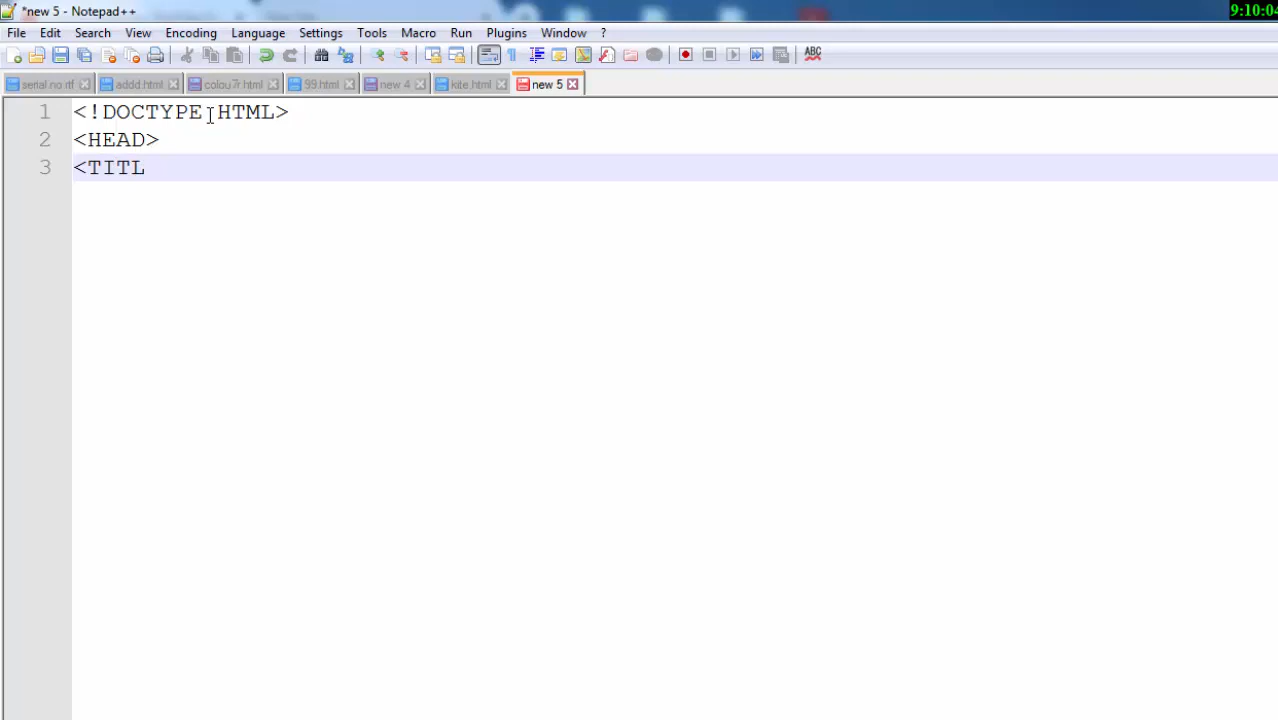 *new 5 - Notepad++
9:10:04
File Edit Search View Encoding Language Settings Tools Macro Run Plugins Window ?
ABC
serial no.rtf addd.html colou7r.html 99.html new 4 kite.html new 5
1 <!DOCTYPE HTML>
2 <HEAD>
3 <TITL